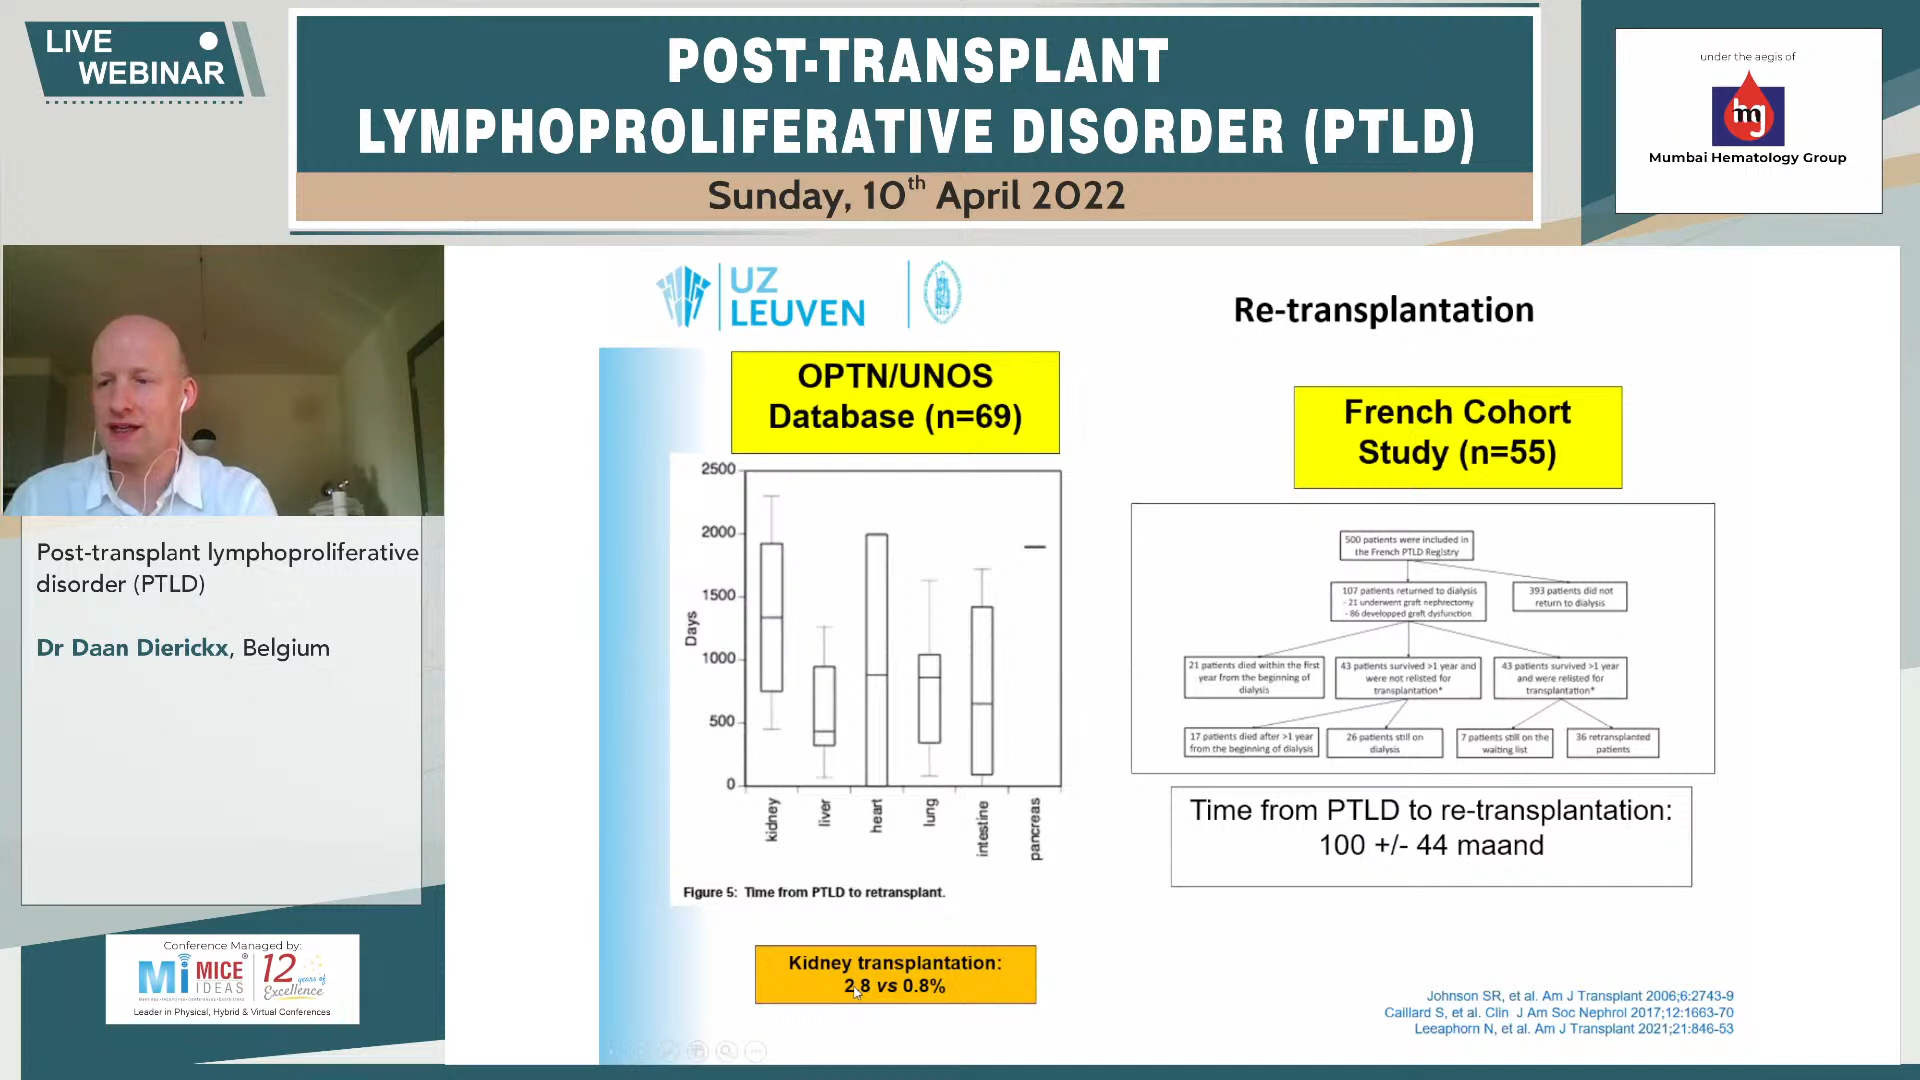 LIVE
WEBINAR
POST-TRANSPLANT
LYMPHOPROLIFERATIVE DISORDER (PTLD)
Sunday, 10th April 2022
under the aegis of
mg
Mumbai Hematology Group
UZ
LEUVEN
Re-transplantation
OPTN/UNOS
Database (n=69)
French Cohort
Study (n=55)
2500
2000
1500
1000
500
0
Days
kidney
liver
heart
lung
intestine
pancreas
Figure 5: Time from PTLD to retransplant.
Kidney transplantation:
2.8 vs 0.8%
500 patients were included in
the French PTLD Registry
107 patients returned to dialysis
- 21 underwent graft nephrectomy
- 86 developped graft dysfunction
393 patients did not
return to dialysis
21 patients died within the first
year from the beginning of
dialysis
43 patients survived >1 year and
were not relisted for
transplantation*
43 patients survived >1 year
and were relisted for
transplantation*
17 patients died after >1 year
from the beginning of dialysis
26 patients still on
dialysis
7 patients still on the
waiting list
36 retransplanted
patients
Time from PTLD to re-transplantation:
100 +/- 44 maand
Johnson SR, et al. Am J Transplant 2006;6:2743-9
Caillard S, et al. Clin J Am Soc Nephrol 2017;12:1663-70
Leeaphorn N, et al. Am J Transplant 2021;21:846-53
Post-transplant lymphoproliferative
disorder (PTLD)
Dr Daan Dierickx, Belgium
Conference Managed by:
Mi MICE IDEAS
12 years of Excellence
Leader in Physical, Hybrid & Virtual Conferences